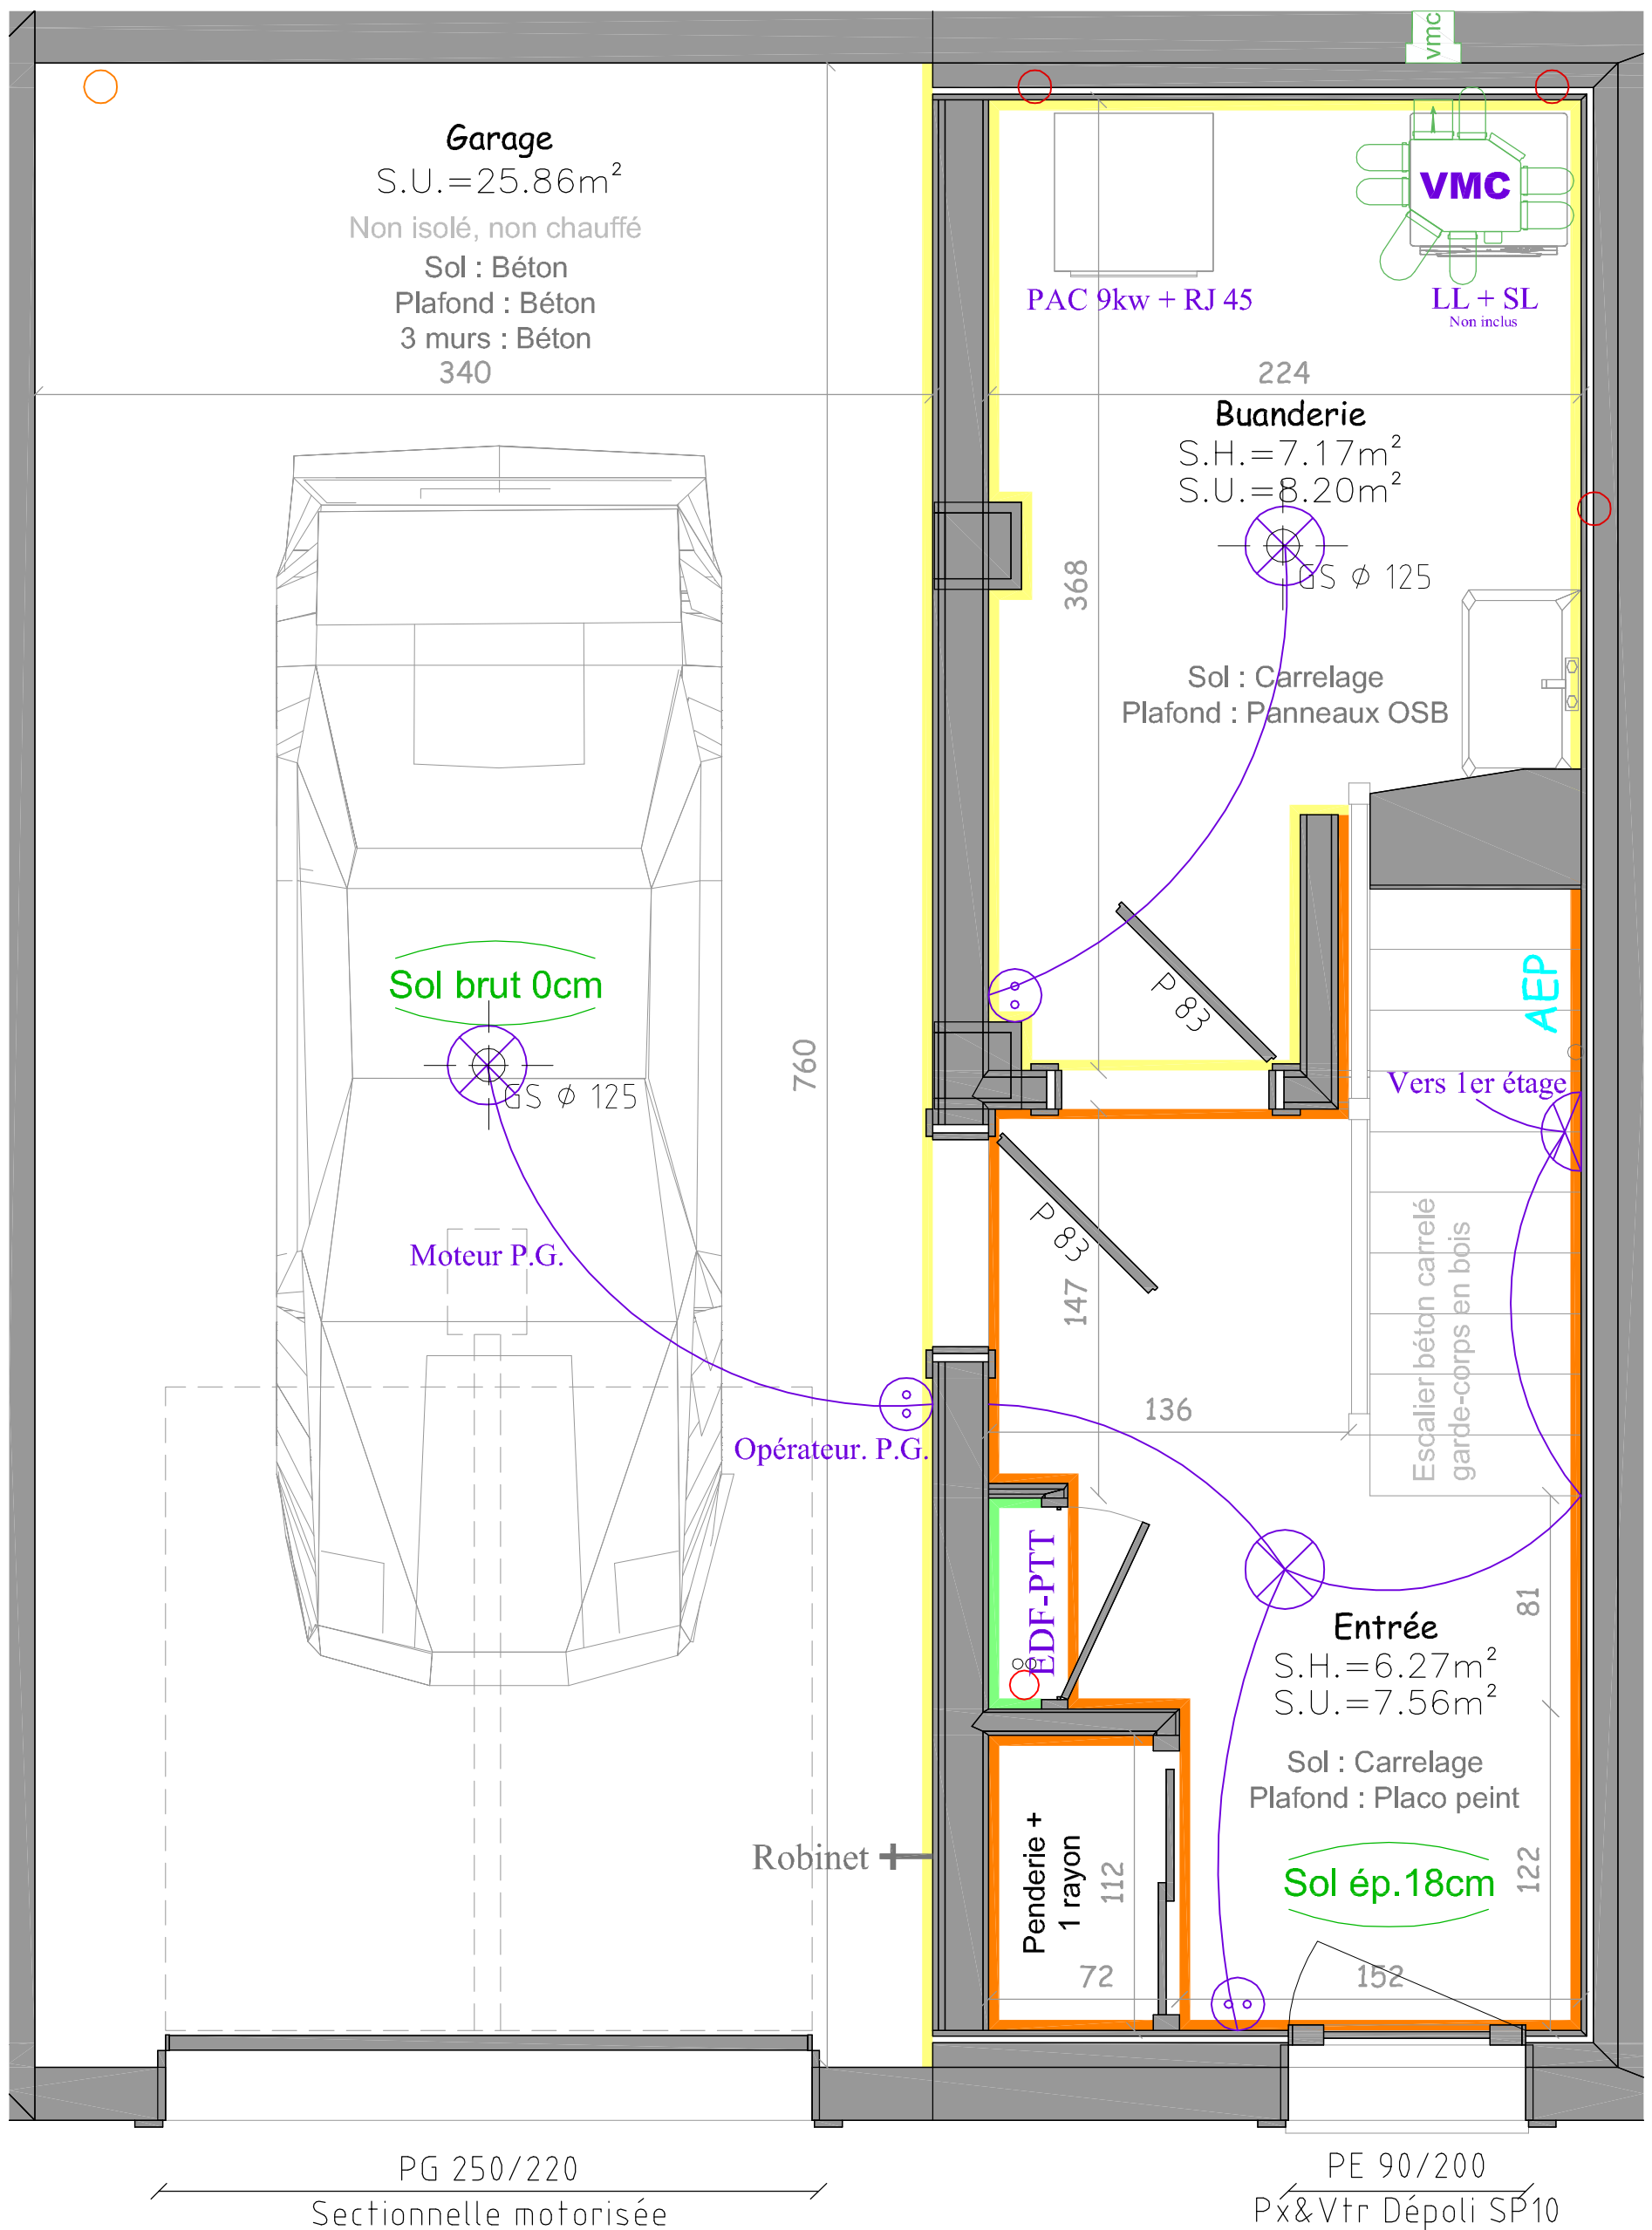 vmc
Garage
S.U.=25.86m²
Non isolé, non chauffé
Sol : Béton
Plafond : Béton
3 murs : Béton
340
VMC
PAC 9kw + RJ 45
LL + SL
Non inclus
224
Buanderie
S.H.=7.17m²
S.U.=8.20m²
GS ϕ 125
368
Sol : Carrelage
Plafond : Panneaux OSB
P 83
AEP
Vers 1er étage
Sol brut 0cm
GS ϕ 125
760
Moteur P.G.
Opérateur. P.G.
P 83
147
136
Escalier béton carrelé
garde-corps en bois
EDF-PTT
81
Entrée
S.H.=6.27m²
S.U.=7.56m²
Sol : Carrelage
Plafond : Placo peint
Robinet
Penderie +
1 rayon
112
Sol ép.18cm
122
72
152
PG 250/220
Sectionnelle motorisée
PE 90/200
Px&Vtr Dépoli SP10